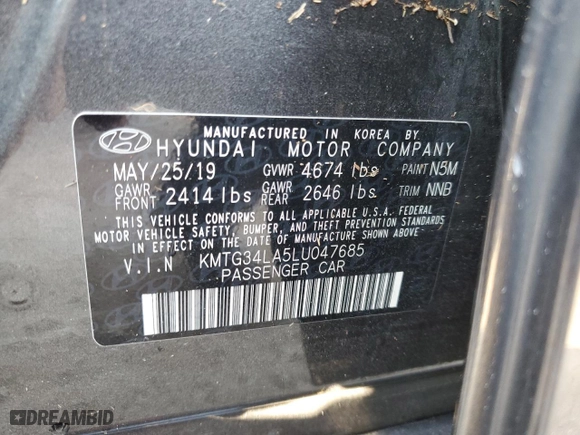 MANUFACTURED IN KOREA BY
HYUNDAI MOTOR COMPANY
MAY/25/19 GVWR 4674 lbs PAINT N5M
GAWR FRONT 2414 lbs GAWR REAR 2646 lbs TRIM NNB
THIS VEHICLE CONFORMS TO ALL APPLICABLE U.S.A. FEDERAL
MOTOR VEHICLE SAFETY, BUMPER, AND THEFT PREVENTION STANDARDS
IN EFFECT ON THE DATE OF MANUFACTURE SHOWN ABOVE.
V.I.N KMTG34LA5LU047685
PASSENGER CAR
DREAMBID